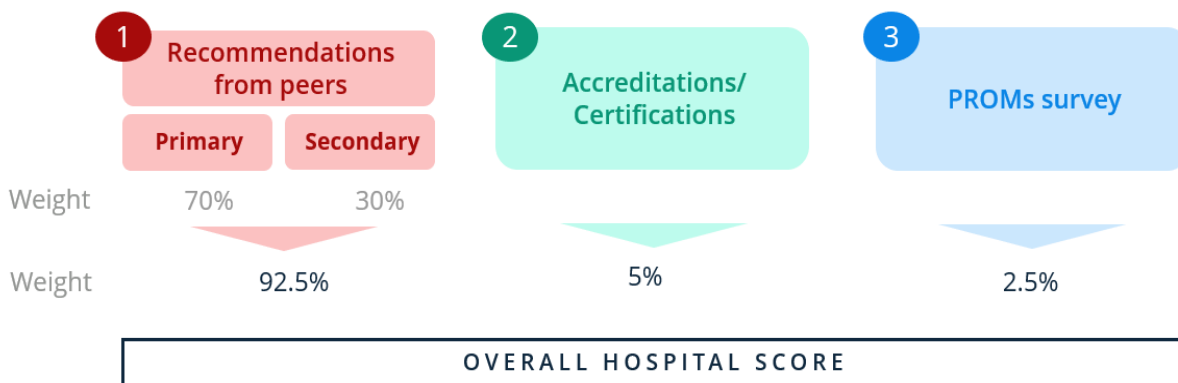 1
Recommendations
from peers
Primary
Secondary
2
Accreditations/
Certifications
3
PROMs survey
Weight 70% 30%
Weight 92.5% 5% 2.5%
OVERALL HOSPITAL SCORE